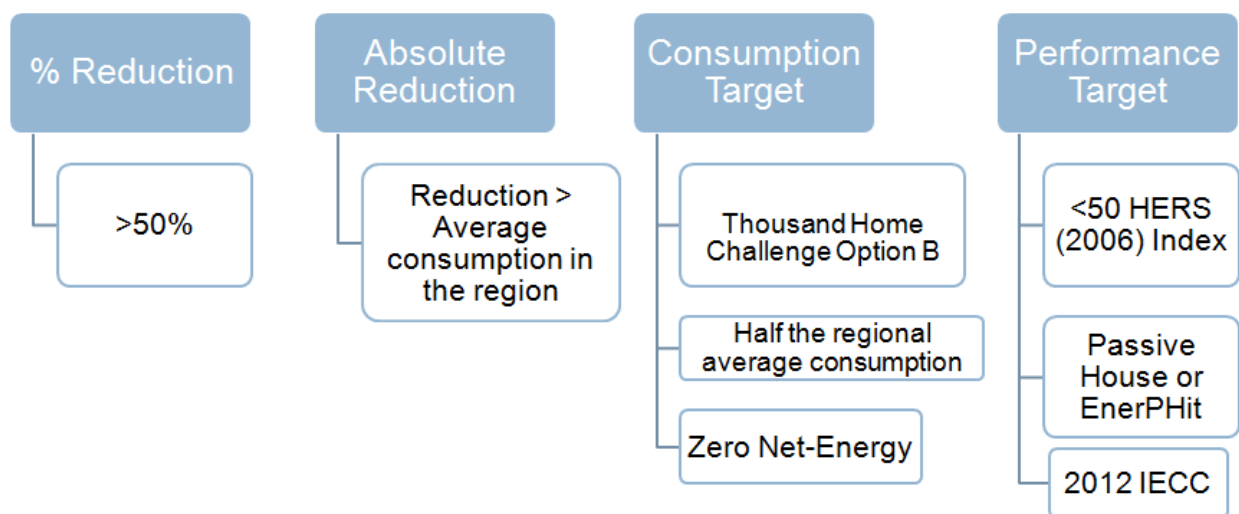 % Reduction
>50%
Absolute
Reduction
Reduction >
Average
consumption in
the region
Consumption
Target
Thousand Home
Challenge Option B
Half the regional
average consumption
Zero Net-Energy
Performance
Target
<50 HERS
(2006) Index
Passive
House or
EnerPHit
2012 IECC